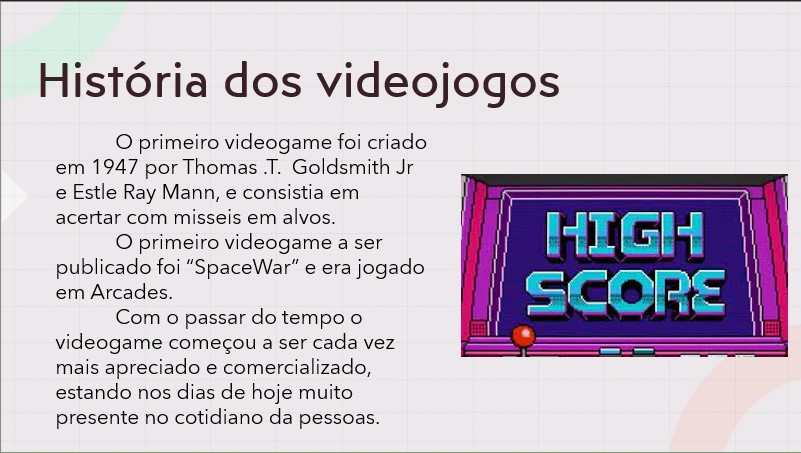 História dos videojogos
O primeiro videogame foi criado
em 1947 por Thomas .T. Goldsmith Jr
e Estle Ray Mann, e consistia em
acertar com misseis em alvos.
O primeiro videogame a ser
publicado foi “SpaceWar” e era jogado
em Arcades.
Com o passar do tempo o
videogame começou a ser cada vez
mais apreciado e comercializado,
estando nos dias de hoje muito
presente no cotidiano da pessoas.
HIGH
SCORE